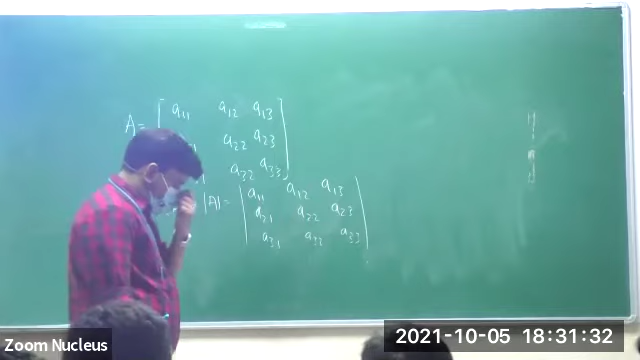 A = [ a11 a12 a13
a22 a23
a32 a33 ]
|A| = | a11 a12 a13
a21 a22 a23
a31 a32 a33 |
Zoom Nucleus
2021-10-05 18:31:32